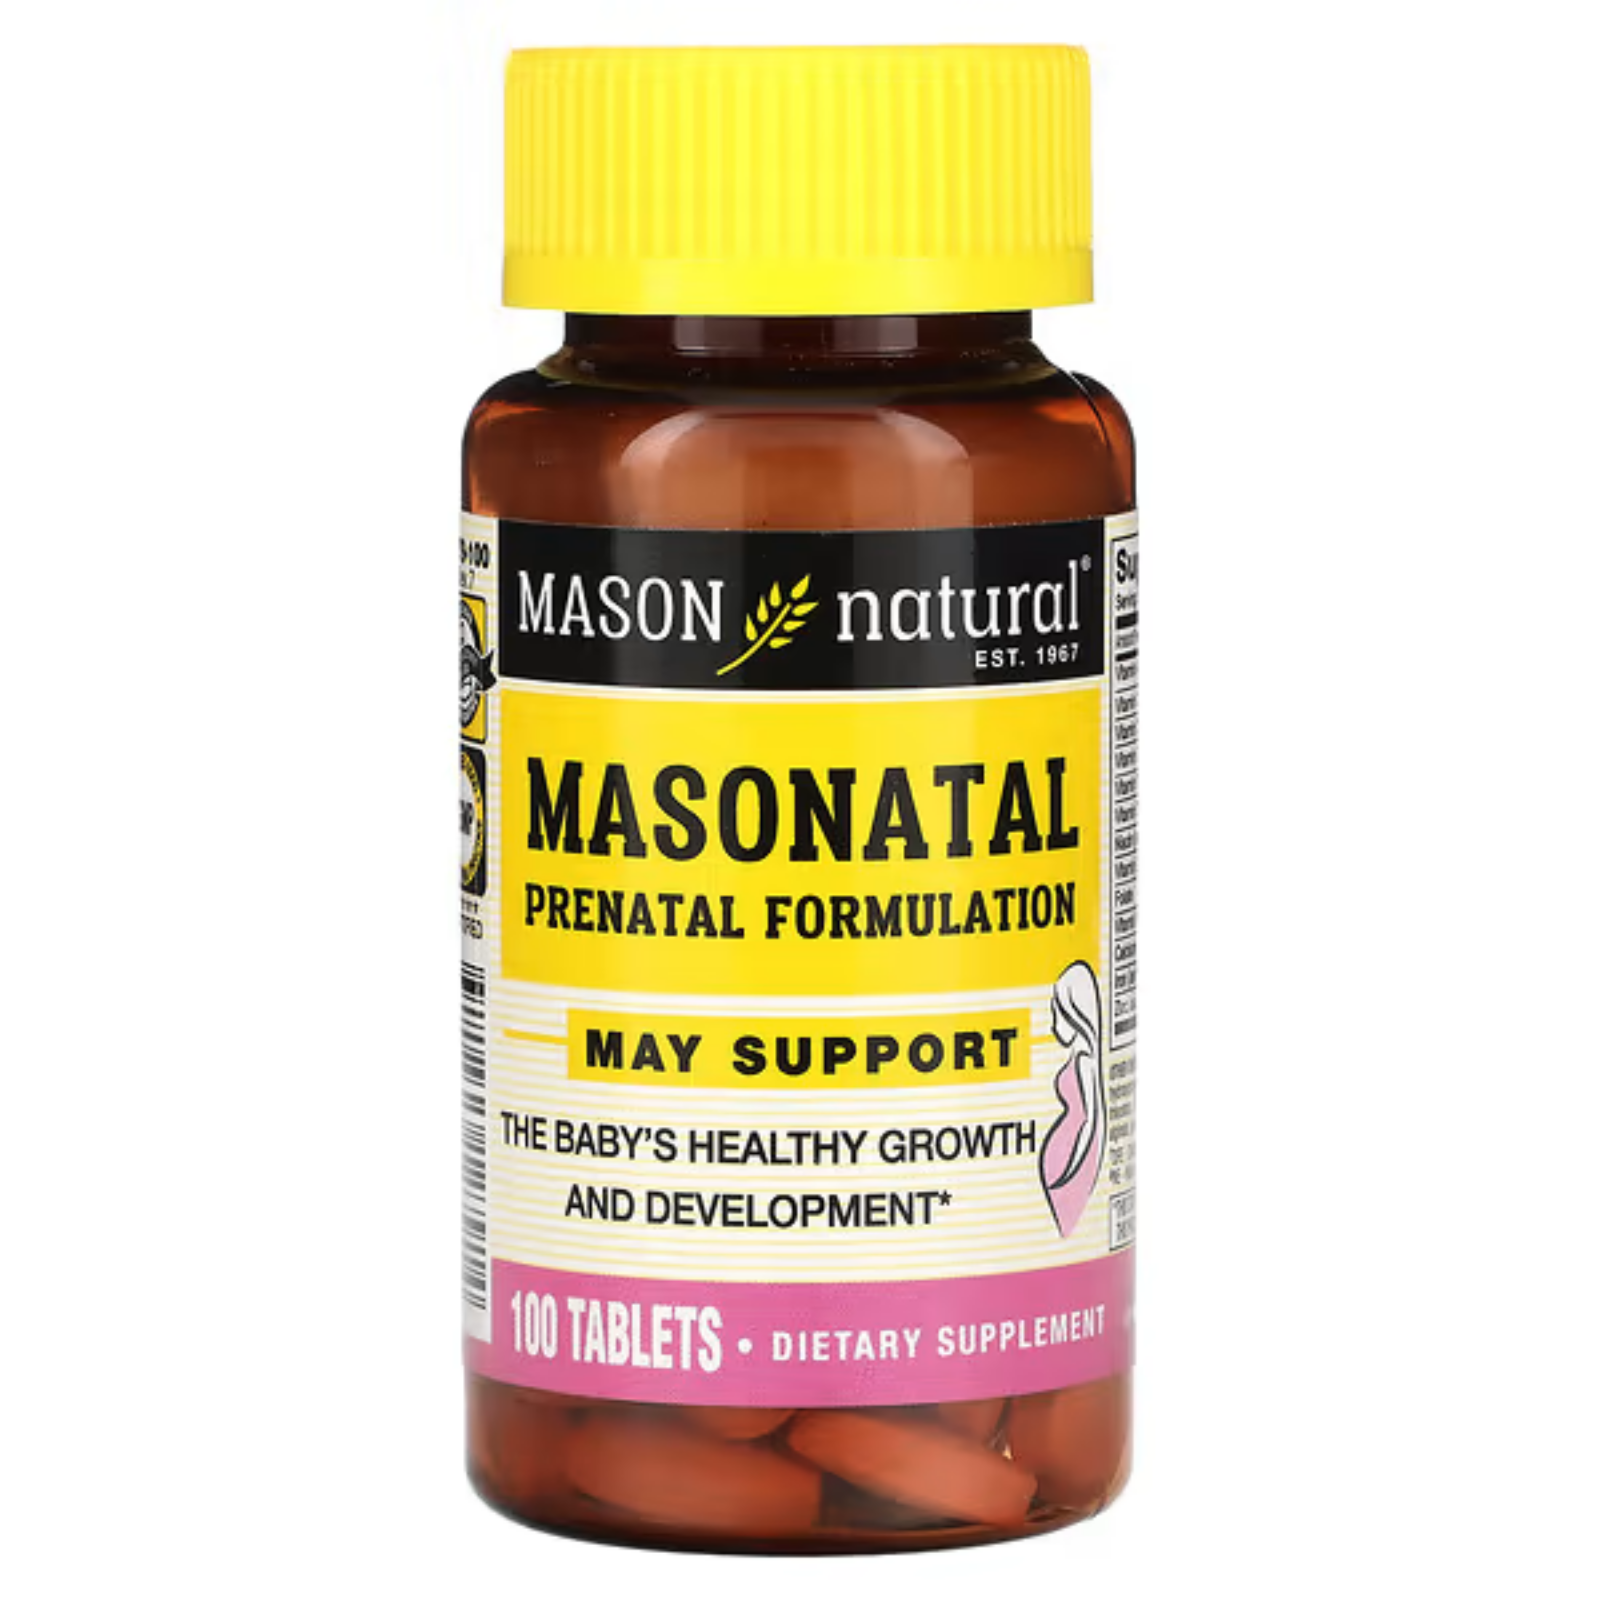 MASON natural®
EST. 1967
MASONATAL
PRENATAL FORMULATION
MAY SUPPORT
THE BABY'S HEALTHY GROWTH
AND DEVELOPMENT*
100 TABLETS • DIETARY SUPPLEMENT